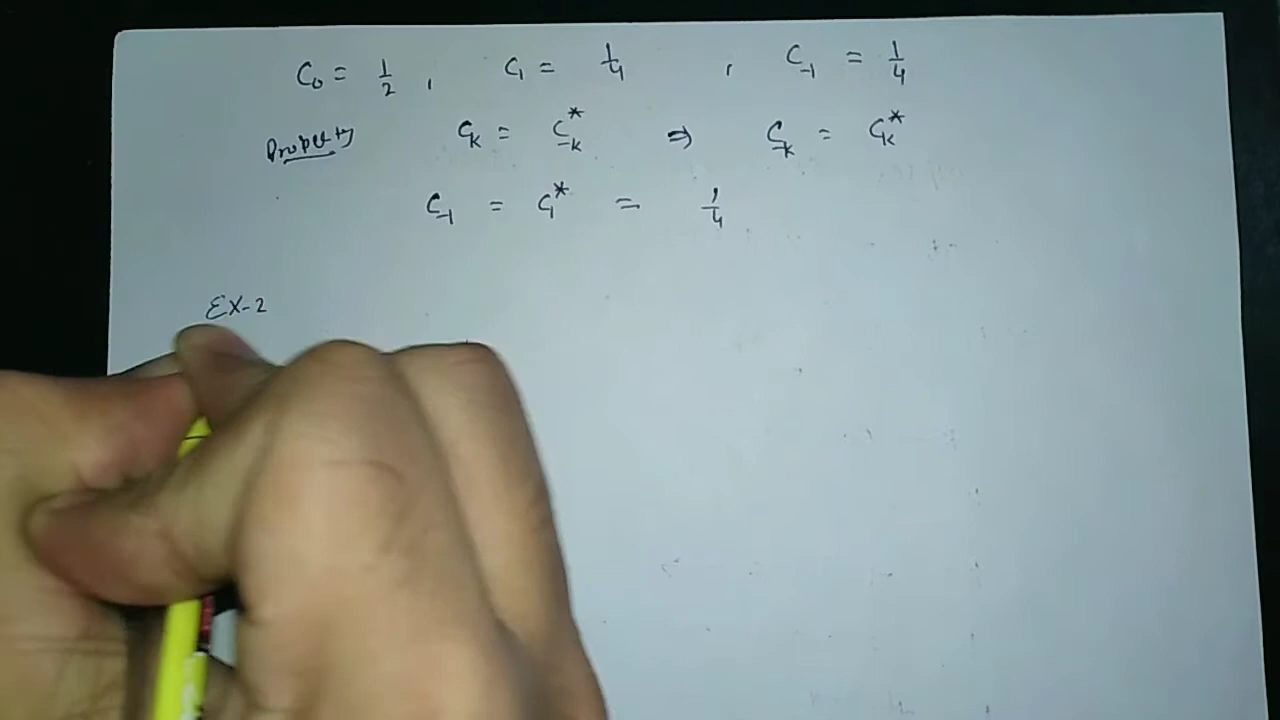 C₀ = 1/2 , C₁ = 1/4 , C₋₁ = 1/4
Property Cₖ = C₋ₖ* ⇒ C₋ₖ = Cₖ*
C₋₁ = C₁* = 1/4
EX-2